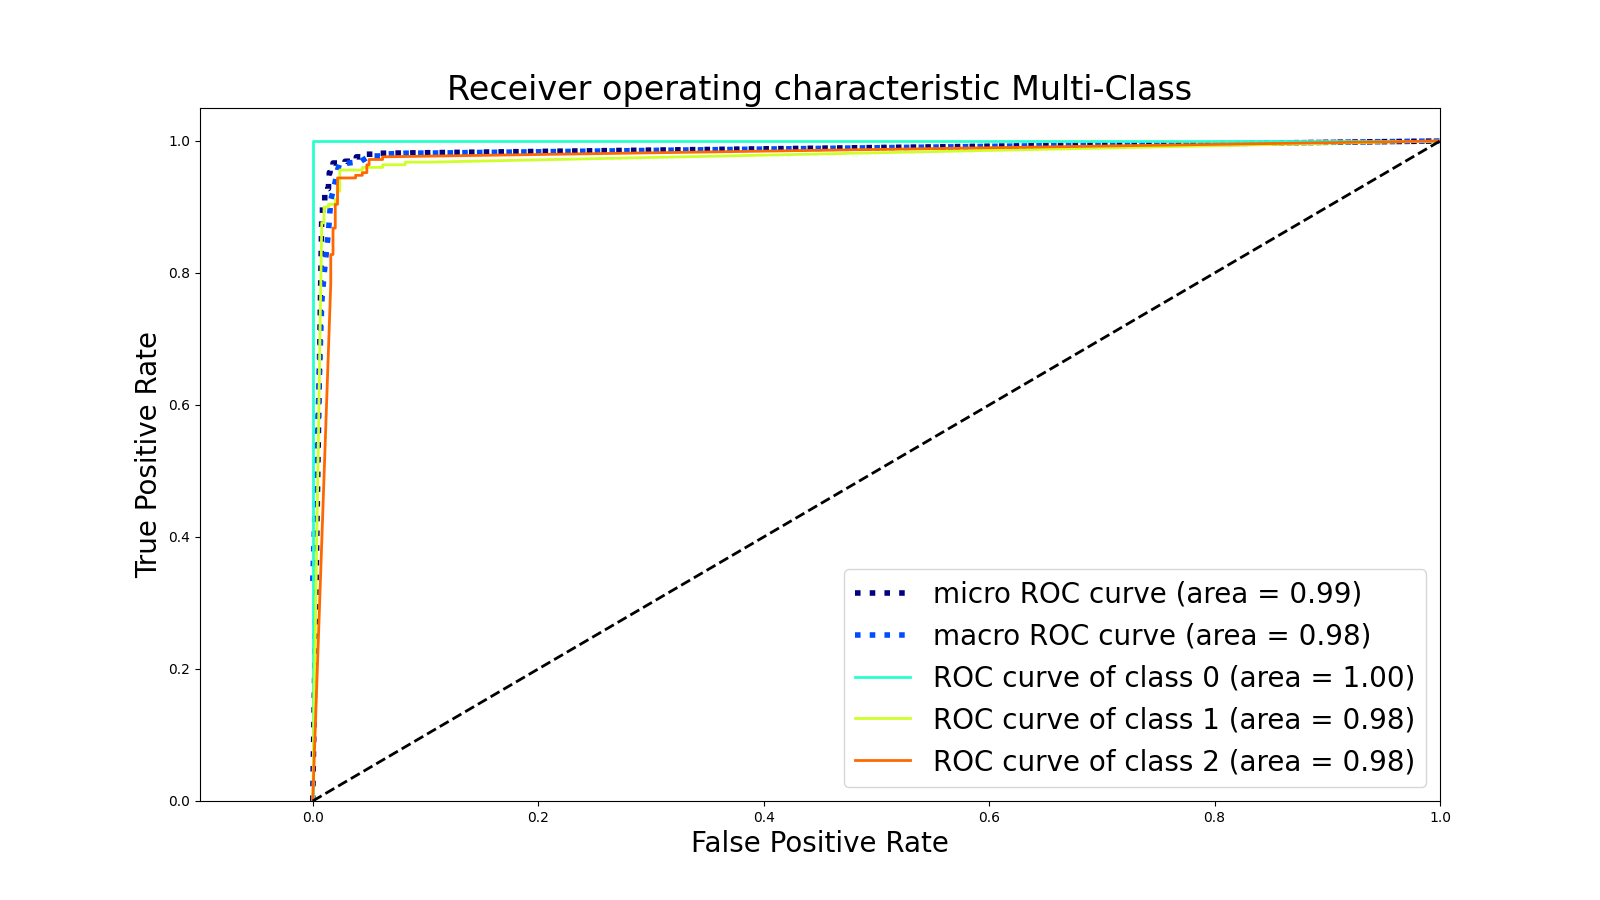 Receiver operating characteristic Multi-Class
1.0
0.8
0.6
0.4
0.2
0.0
True Positive Rate
micro ROC curve (area = 0.99)
macro ROC curve (area = 0.98)
ROC curve of class 0 (area = 1.00)
ROC curve of class 1 (area = 0.98)
ROC curve of class 2 (area = 0.98)
0.0 0.2 0.4 0.6 0.8 1.0
False Positive Rate